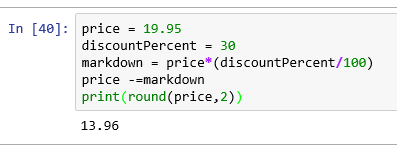 In [40]: price = 19.95
discountPercent = 30
markdown = price*(discountPercent/100)
price -=markdown
print(round(price,2))
13.96